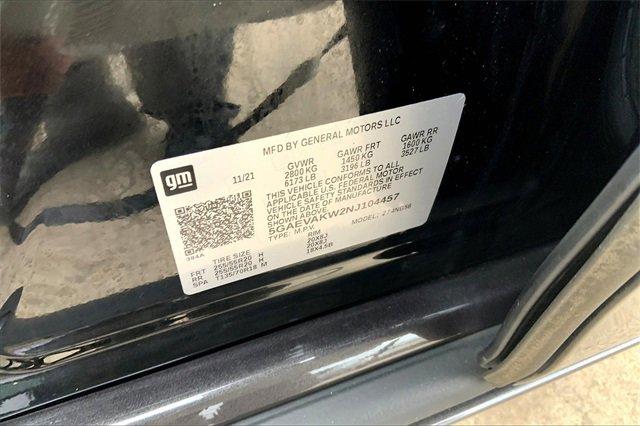 MFD BY GENERAL MOTORS LLC
gm
11/21
GVWR GAWR FRT GAWR RR
2800 KG 1450 KG 1600 KG
6173 LB 3196 LB 3527 LB
THIS VEHICLE CONFORMS TO ALL
APPLICABLE U.S. FEDERAL MOTOR
VEHICLE SAFETY STANDARDS IN EFFECT
ON THE DATE OF MANUFACTURE
SHOWN ABOVE.
5GAEVAKW2NJ104457
TYPE: M.P.V. MODEL:
384A
TIRE SIZE RIM
FRT 255/55R20 H 20X8J
RR 255/55R20 H 20X8J
SPA T135/70R18 M 18X4.5B